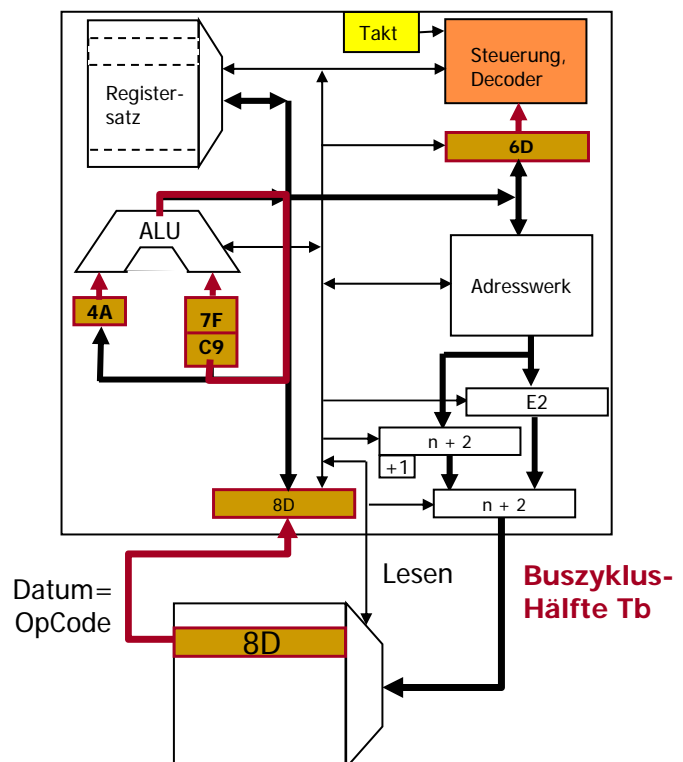 Takt
Steuerung,
Decoder
Register-
satz
6D
ALU
Adresswerk
4A
7F
C9
E2
n + 2
+1
8D
n + 2
Lesen
Buszyklus-
Hälfte Tb
Datum=
OpCode
8D